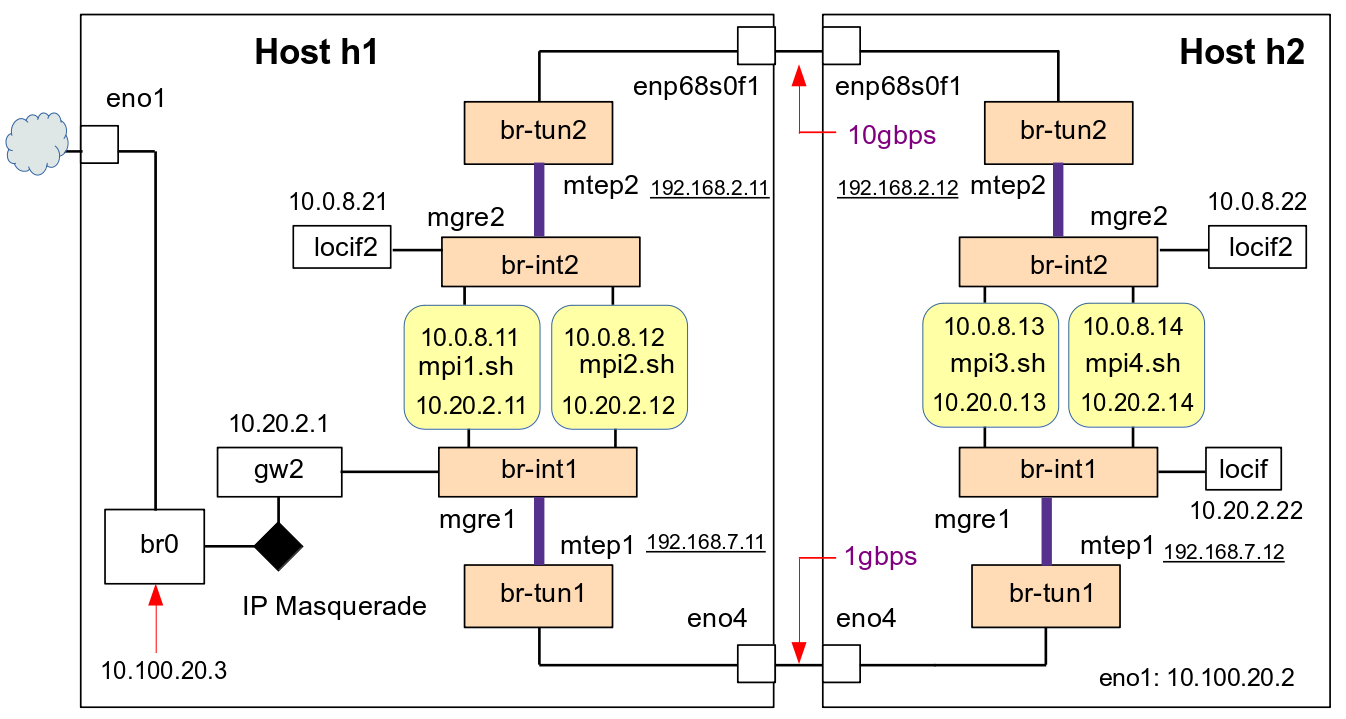 Host h1
Host h2
eno1
enp68s0f1
enp68s0f1
br-tun2
br-tun2
10gbps
mtep2
192.168.2.11
192.168.2.12
mtep2
10.0.8.21
mgre2
mgre2
10.0.8.22
locif2
br-int2
br-int2
locif2
10.0.8.11
mpi1.sh
10.20.2.11
10.0.8.12
mpi2.sh
10.20.2.12
10.0.8.13
mpi3.sh
10.20.0.13
10.0.8.14
mpi4.sh
10.20.2.14
10.20.2.1
gw2
br-int1
br-int1
locif
10.20.2.22
mgre1
mgre1
br0
mtep1
192.168.7.11
1gbps
mtep1
192.168.7.12
IP Masquerade
br-tun1
br-tun1
eno4
eno4
10.100.20.3
eno1: 10.100.20.2